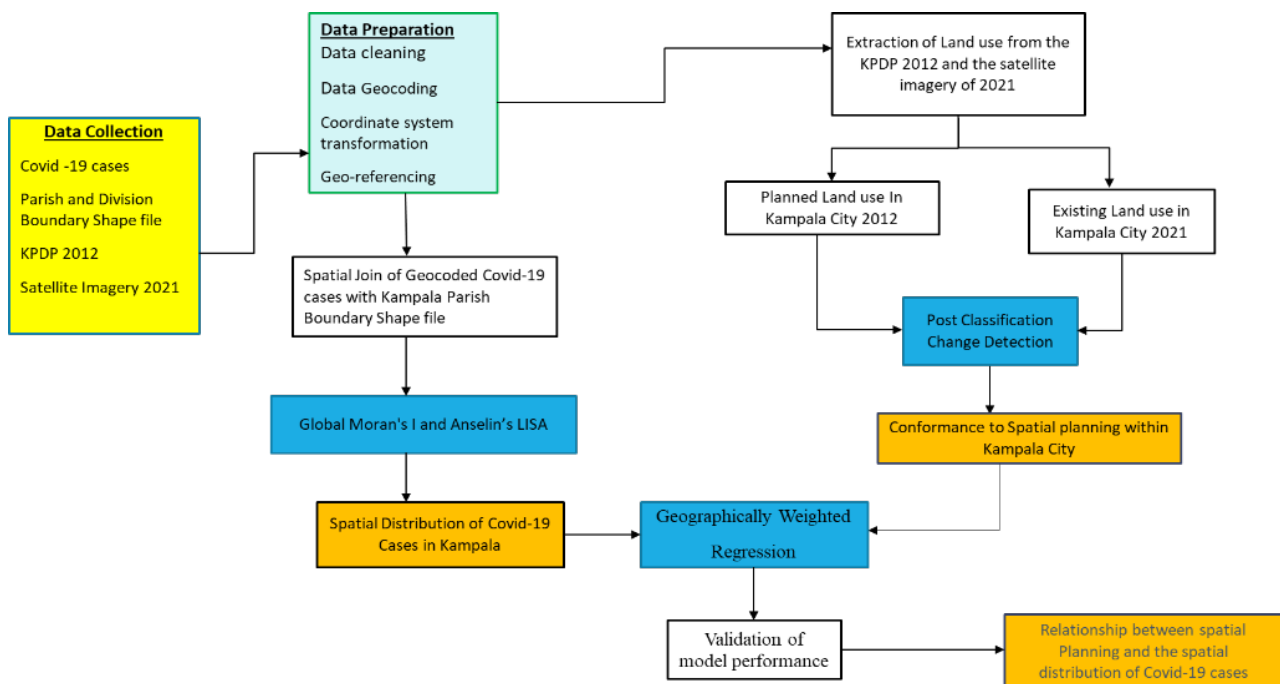 Data Collection
Covid -19 cases
Parish and Division
Boundary Shape file
KPDP 2012
Satellite Imagery 2021
Data Preparation
Data cleaning
Data Geocoding
Coordinate system
transformation
Geo-referencing
Extraction of Land use from the
KPDP 2012 and the satellite
imagery of 2021
Planned Land use In
Kampala City 2012
Existing Land use in
Kampala City 2021
Spatial Join of Geocoded Covid-19
cases with Kampala Parish
Boundary Shape file
Post Classification
Change Detection
Global Moran's I and Anselin’s LISA
Conformance to Spatial planning within
Kampala City
Spatial Distribution of Covid-19
Cases in Kampala
Geographically Weighted
Regression
Validation of
model performance
Relationship between spatial
Planning and the spatial
distribution of Covid-19 cases